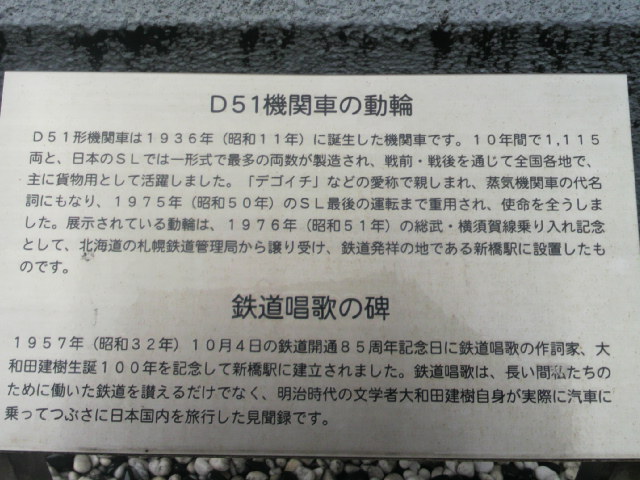 D51機関車の動輪
D51形機関車は1936年（昭和11年）に誕生した機関車です。10年間で1,115
両と、日本のSLでは一形式で最多の両数が製造され、戦前・戦後を通じて全国各地で、
主に貨物用として活躍しました。「デゴイチ」などの愛称で親しまれ、蒸気機関車の代名
詞にもなり、1975年（昭和50年）のSL最後の運転まで重用され、使命を全うしま
した。展示されている動輪は、1976年（昭和51年）の総武・横須賀線乗り入れ記念
として、北海道の札幌鉄道管理局から譲り受け、鉄道発祥の地である新橋駅に設置したも
のです。
鉄道唱歌の碑
1957年（昭和32年）10月4日の鉄道開通85周年記念日に鉄道唱歌の作詞家、大
和田建樹生誕100年を記念して新橋駅に建立されました。鉄道唱歌は、長い間私たちの
ために働いた鉄道を讃えるだけでなく、明治時代の文学者大和田建樹自身が実際に汽車に
乗ってつぶさに日本国内を旅行した見聞録です。